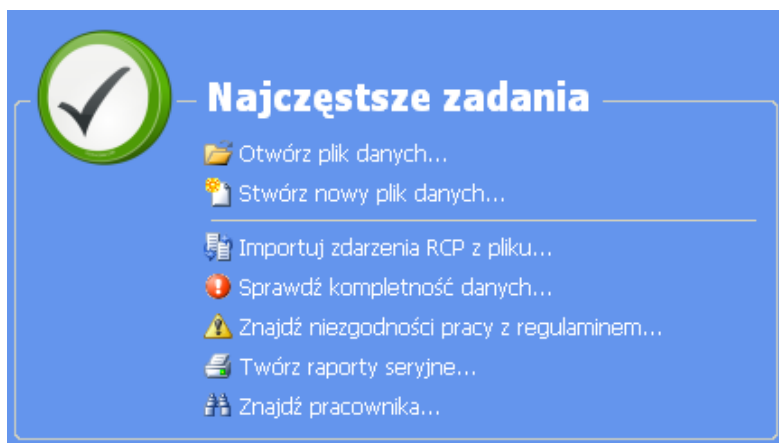 Najczęstsze zadania
Otwórz plik danych...
Stwórz nowy plik danych...
Importuj zdarzenia RCP z pliku...
Sprawdź kompletność danych...
Znajdź niezgodności pracy z regulaminem...
Twórz raporty seryjne...
Znajdź pracownika...